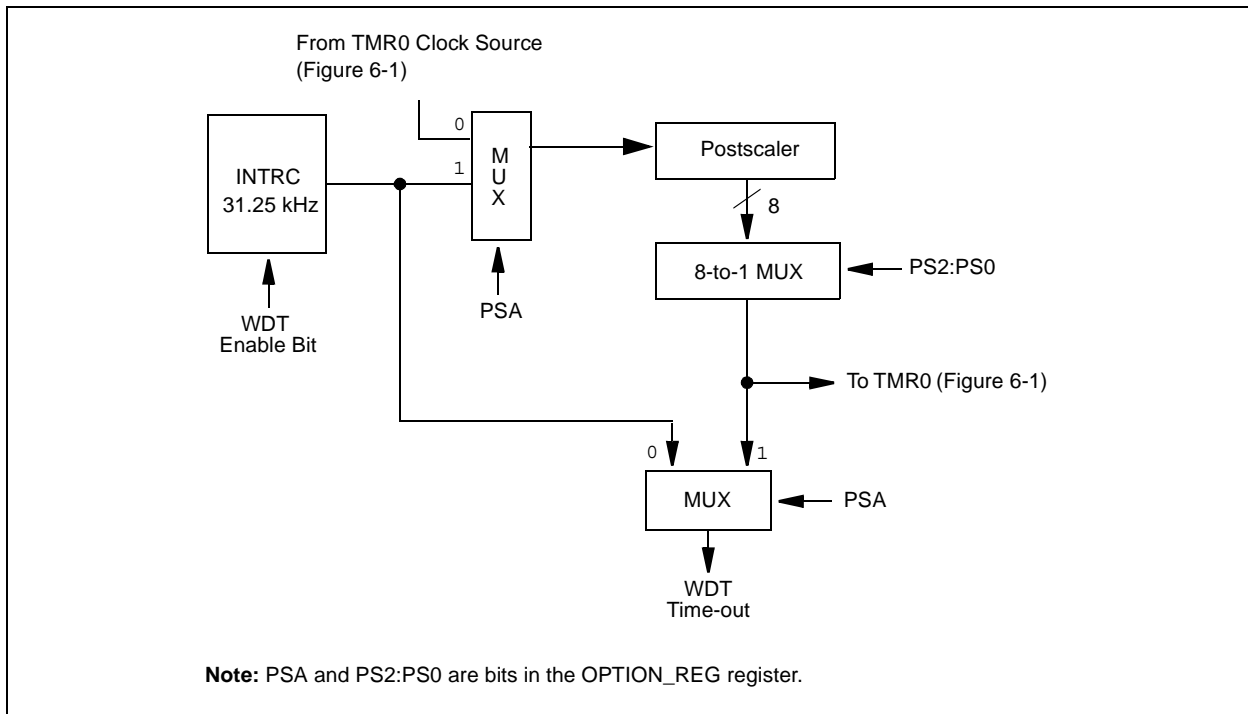 From TMR0 Clock Source
(Figure 6-1)
0
1
M
U
X
Postscaler
INTRC
31.25 kHz
8
8-to-1 MUX
PS2:PS0
PSA
WDT
Enable Bit
To TMR0 (Figure 6-1)
0
1
MUX
PSA
WDT
Time-out
Note: PSA and PS2:PS0 are bits in the OPTION_REG register.